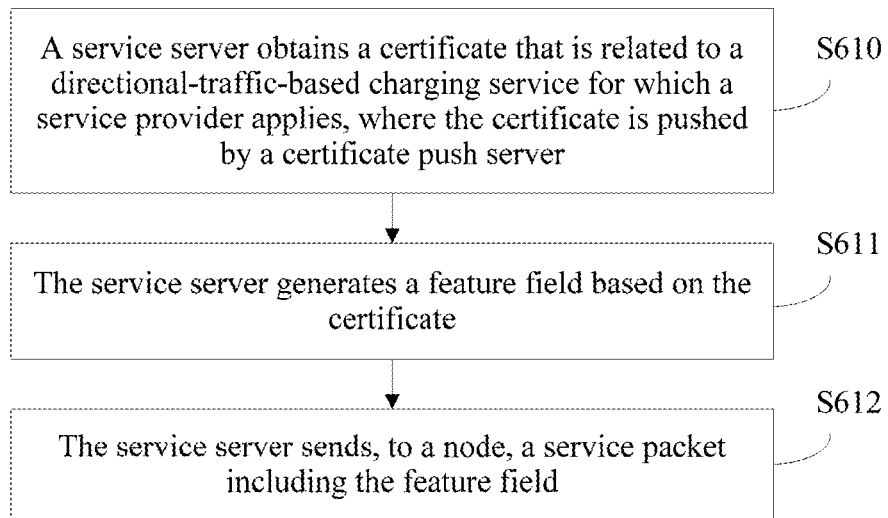 A service server obtains a certificate that is related to a
directional-traffic-based charging service for which a
service provider applies, where the certificate is pushed
by a certificate push server
S610
The service server generates a feature field based on the
certificate
S611
The service server sends, to a node, a service packet
including the feature field
S612